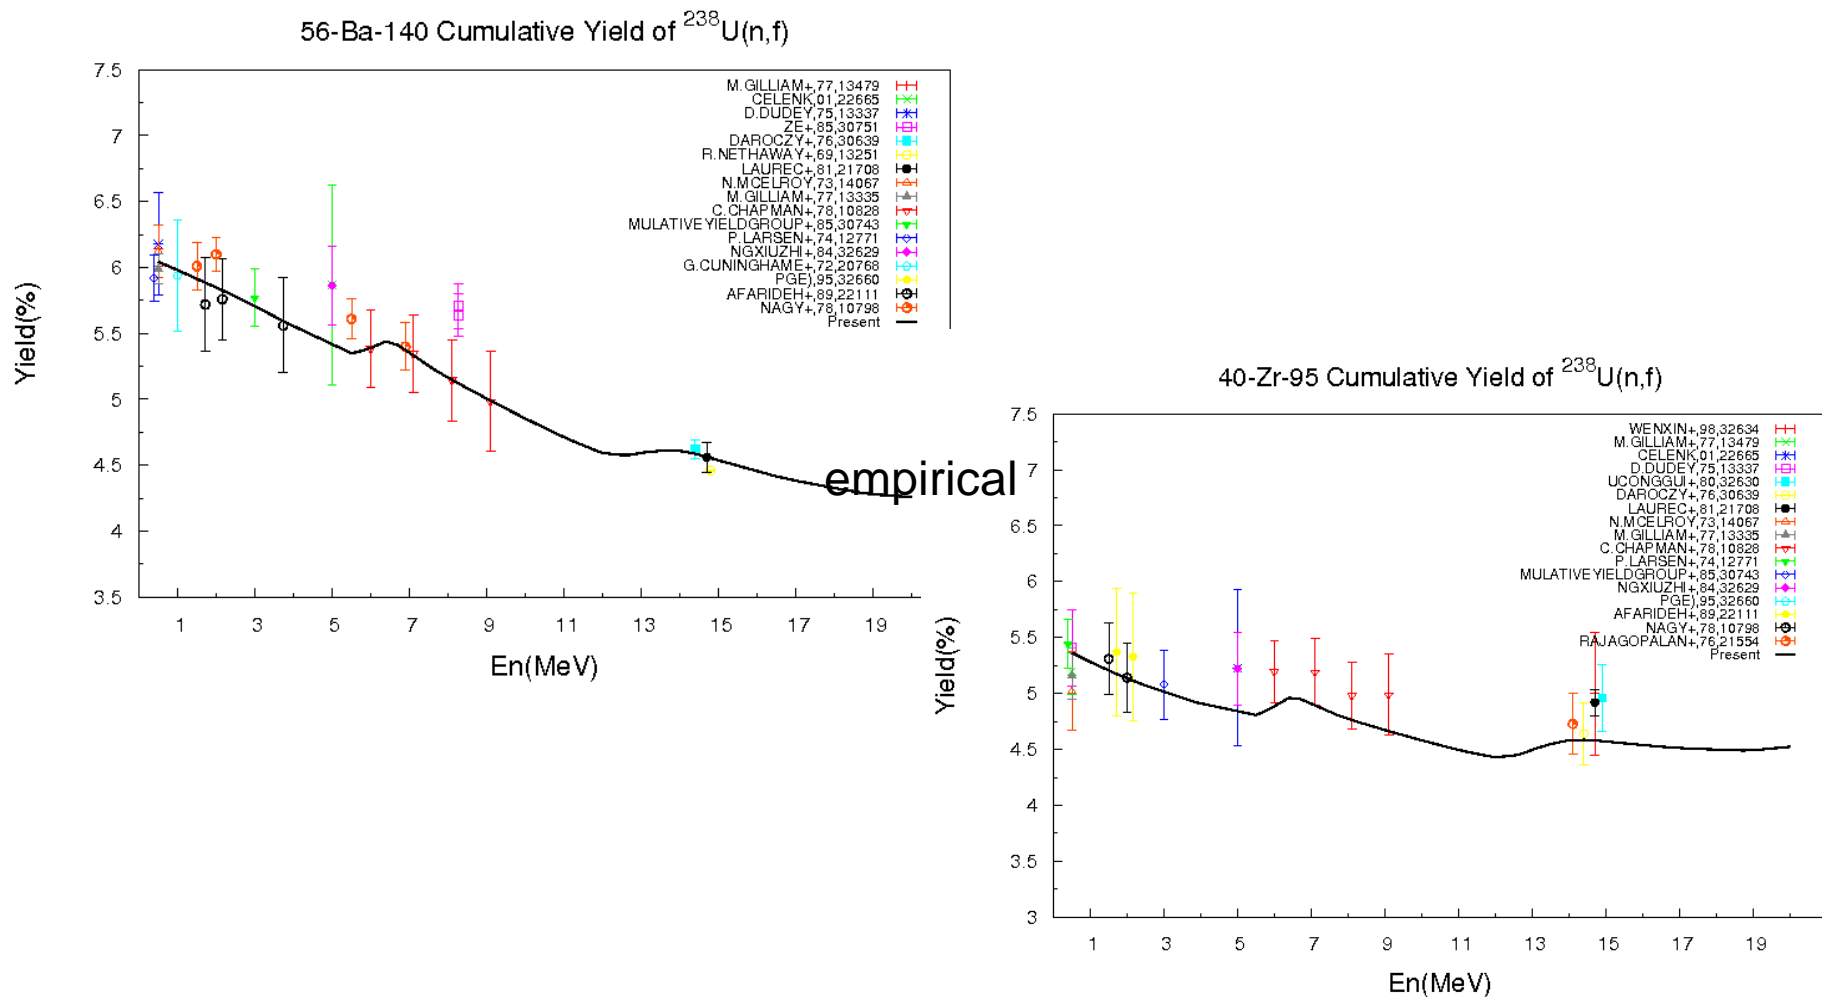 56-Ba-140 Cumulative Yield of 238U(n,f)
7.5
7
6.5
6
5.5
5
4.5
4
3.5
Yield(%)
M.GILLIAM+,77,13479
CELENK,01,22665
D.DUDEY,75,13337
ZE+,85,30751
DAROCZY+,76,30639
R.NETHAWAY+,69,13251
LAUREC+,81,21708
N.MCELROY,73,14067
M.GILLIAM+,77,13335
C.CHAPMAN+,78,10828
MULATIVEYIELDGROUP+,85,30743
P.LARSEN+,74,12771
NGXIUZHI+,84,32629
G.CUNINGHAME+,72,20768
PGE),95,32660
AFARIDEH+,89,22111
NAGY+,78,10798
Present
1 3 5 7 9 11 13 15 17 19
En(MeV)
empirical
40-Zr-95 Cumulative Yield of 238U(n,f)
7.5
7
6.5
6
5.5
5
4.5
4
3.5
3
Yield(%)
WENXIN+,98,32634
M.GILLIAM+,77,13479
CELENK,01,22665
D.DUDEY,75,13337
UCONGGUI+,80,32630
DAROCZY+,76,30639
LAUREC+,81,21708
N.MCELROY,73,14067
M.GILLIAM+,77,13335
C.CHAPMAN+,78,10828
P.LARSEN+,74,12771
MULATIVEYIELDGROUP+,85,30743
NGXIUZHI+,84,32629
PGE),95,32660
AFARIDEH+,89,22111
NAGY+,78,10798
RAJAGOPALAN+,76,21554
Present
1 3 5 7 9 11 13 15 17 19
En(MeV)